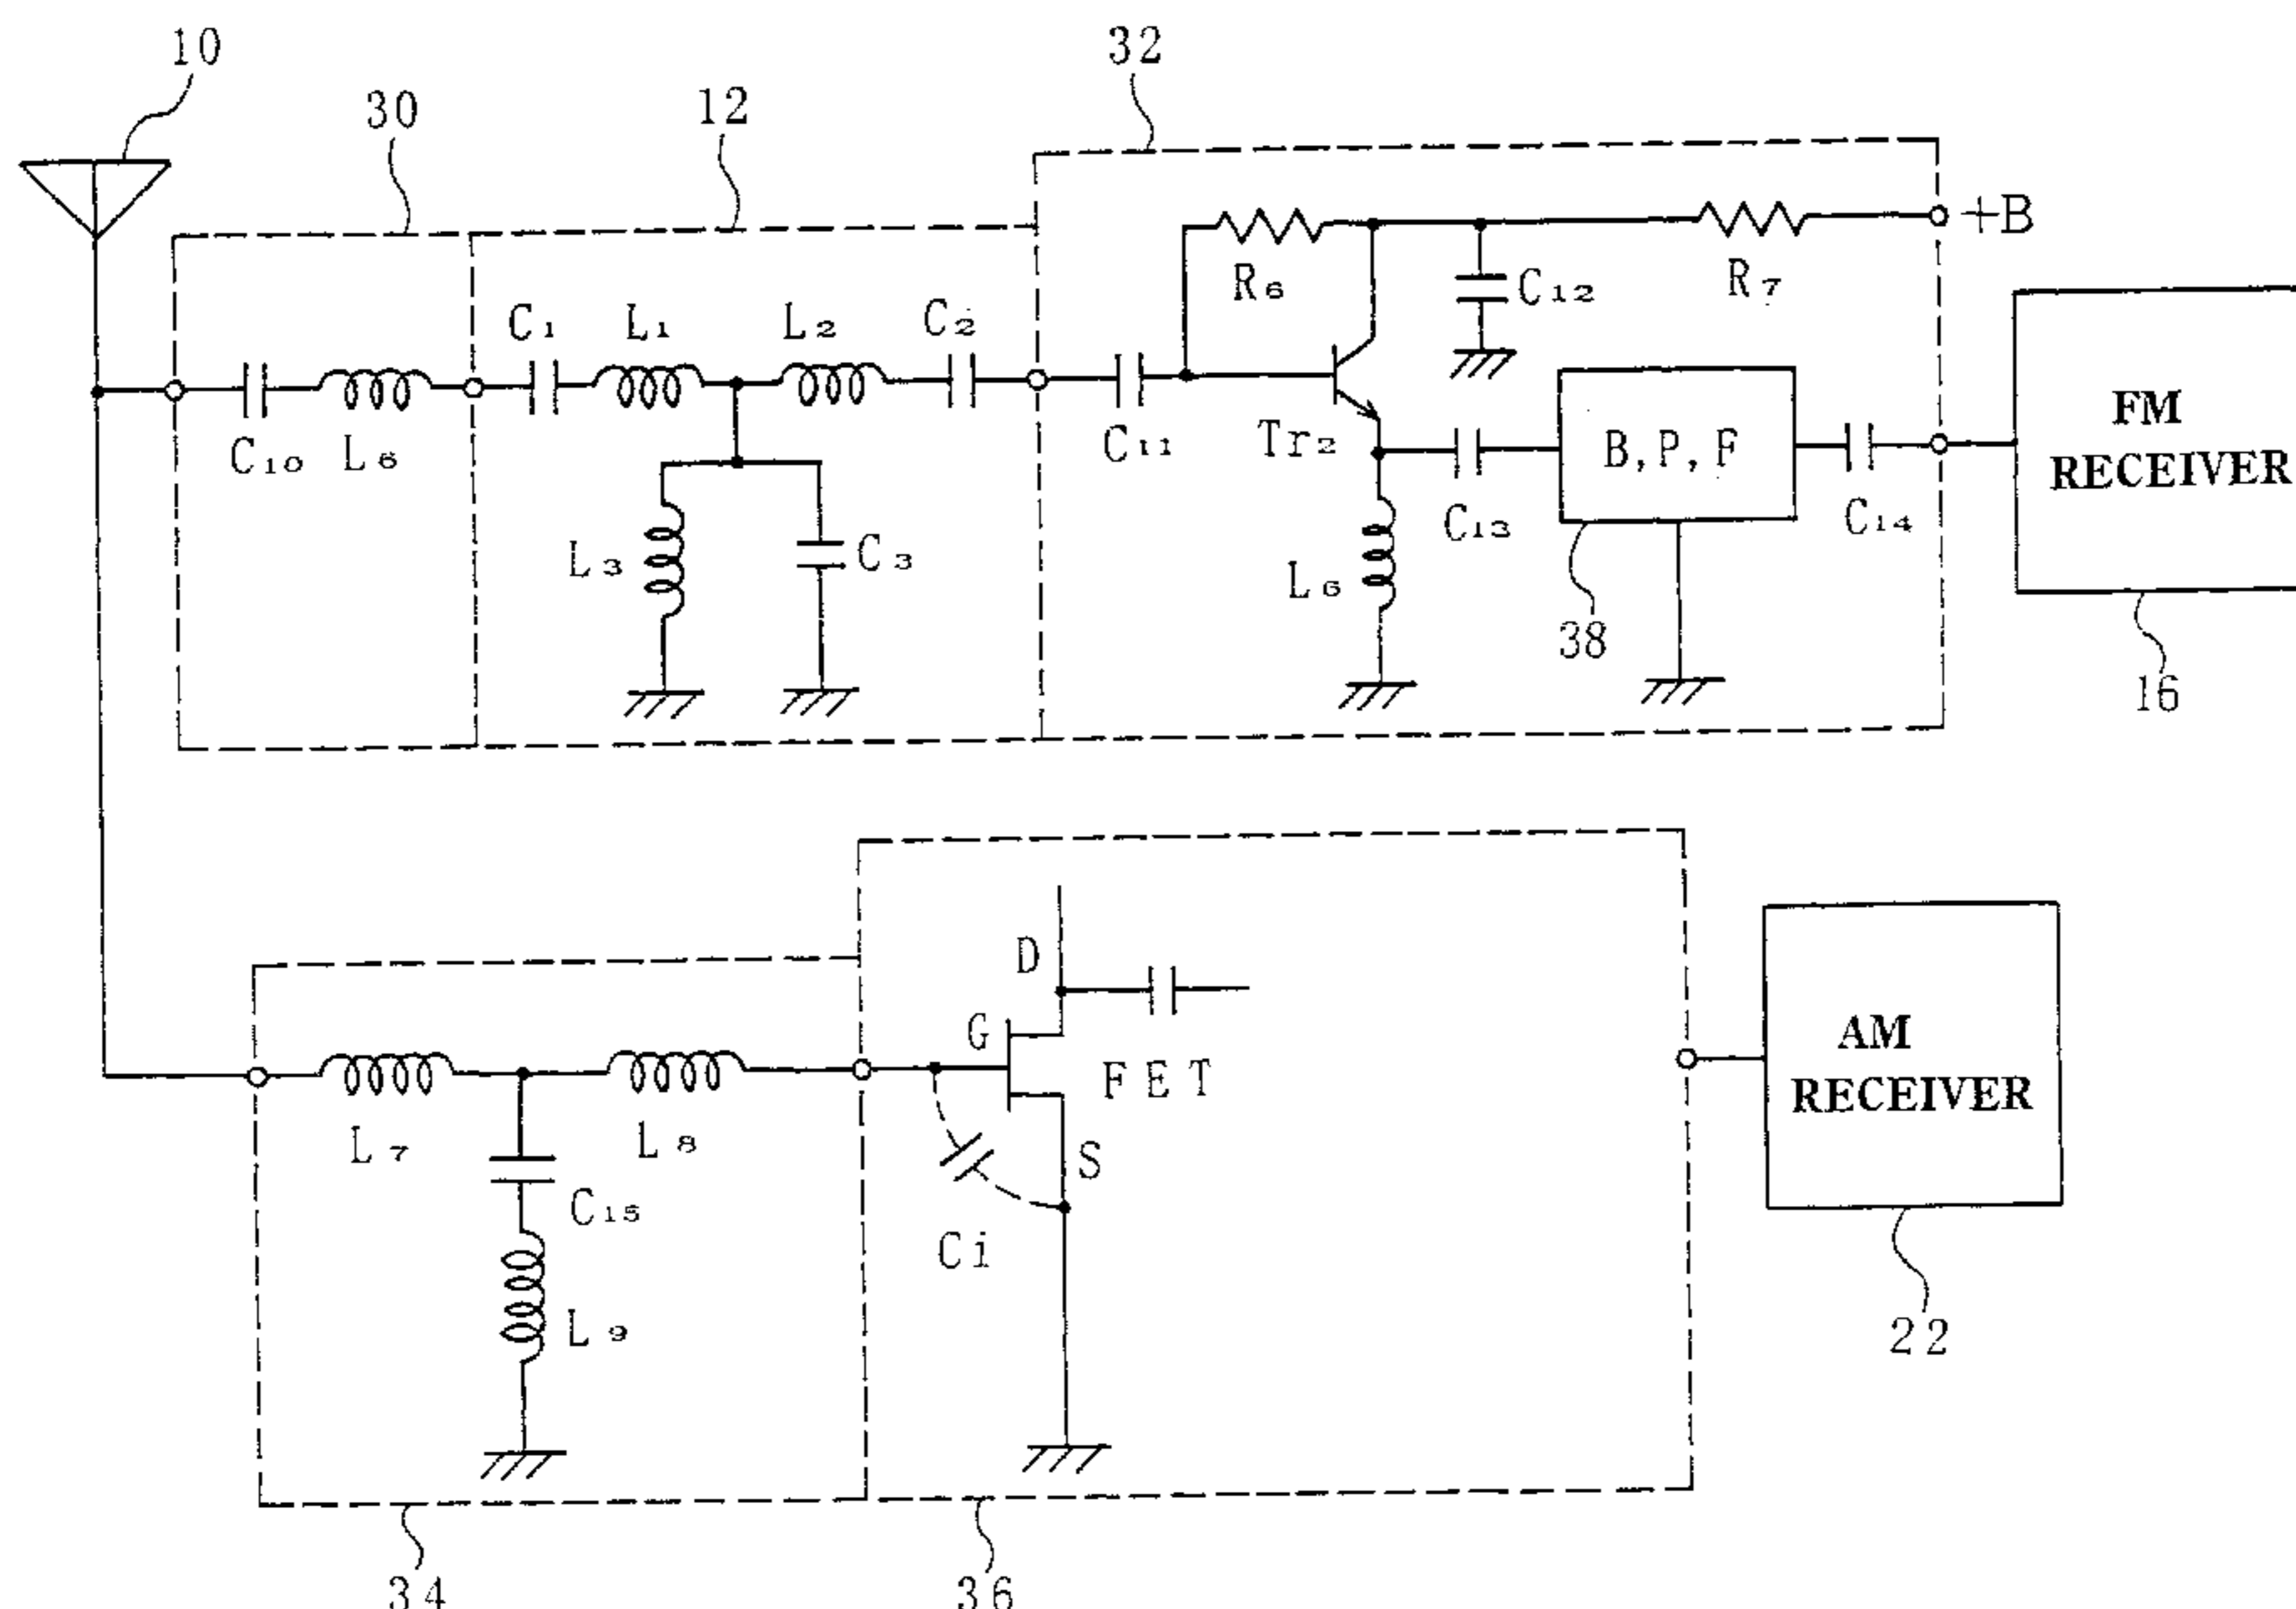 10
30
12
32
+B
R6
C12
R7
C1
L1
L2
C2
C10
L6
C11
Tr2
C13
B,P,F
C14
FM
RECEIVER
L3
C3
L6
38
16
D
G
FET
AM
RECEIVER
L7
L8
S
C15
Ci
L9
22
34
36